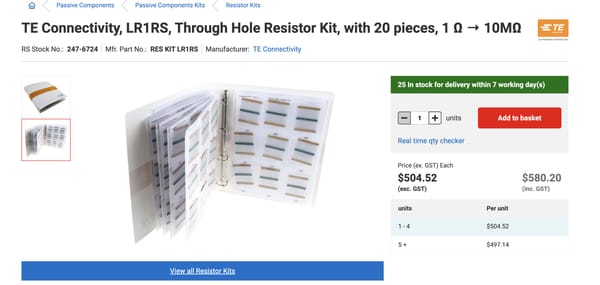 Passive Components
Passive Components Kits
Resistor Kits
TE Connectivity, LR1RS, Through Hole Resistor Kit, with 20 pieces, 1 Ω → 10MΩ
TE
RS Stock No.: 247-6724
Mfr. Part No.: RES KIT LR1RS
Manufacturer: TE Connectivity
25 In stock for delivery within 7 working day(s)
1
units
Add to basket
Real time qty checker
Price (ex. GST) Each
$504.52
$580.20
(exc. GST)
(inc. GST)
units
Per unit
1 - 4
$504.52
5 +
$497.14
View all Resistor Kits